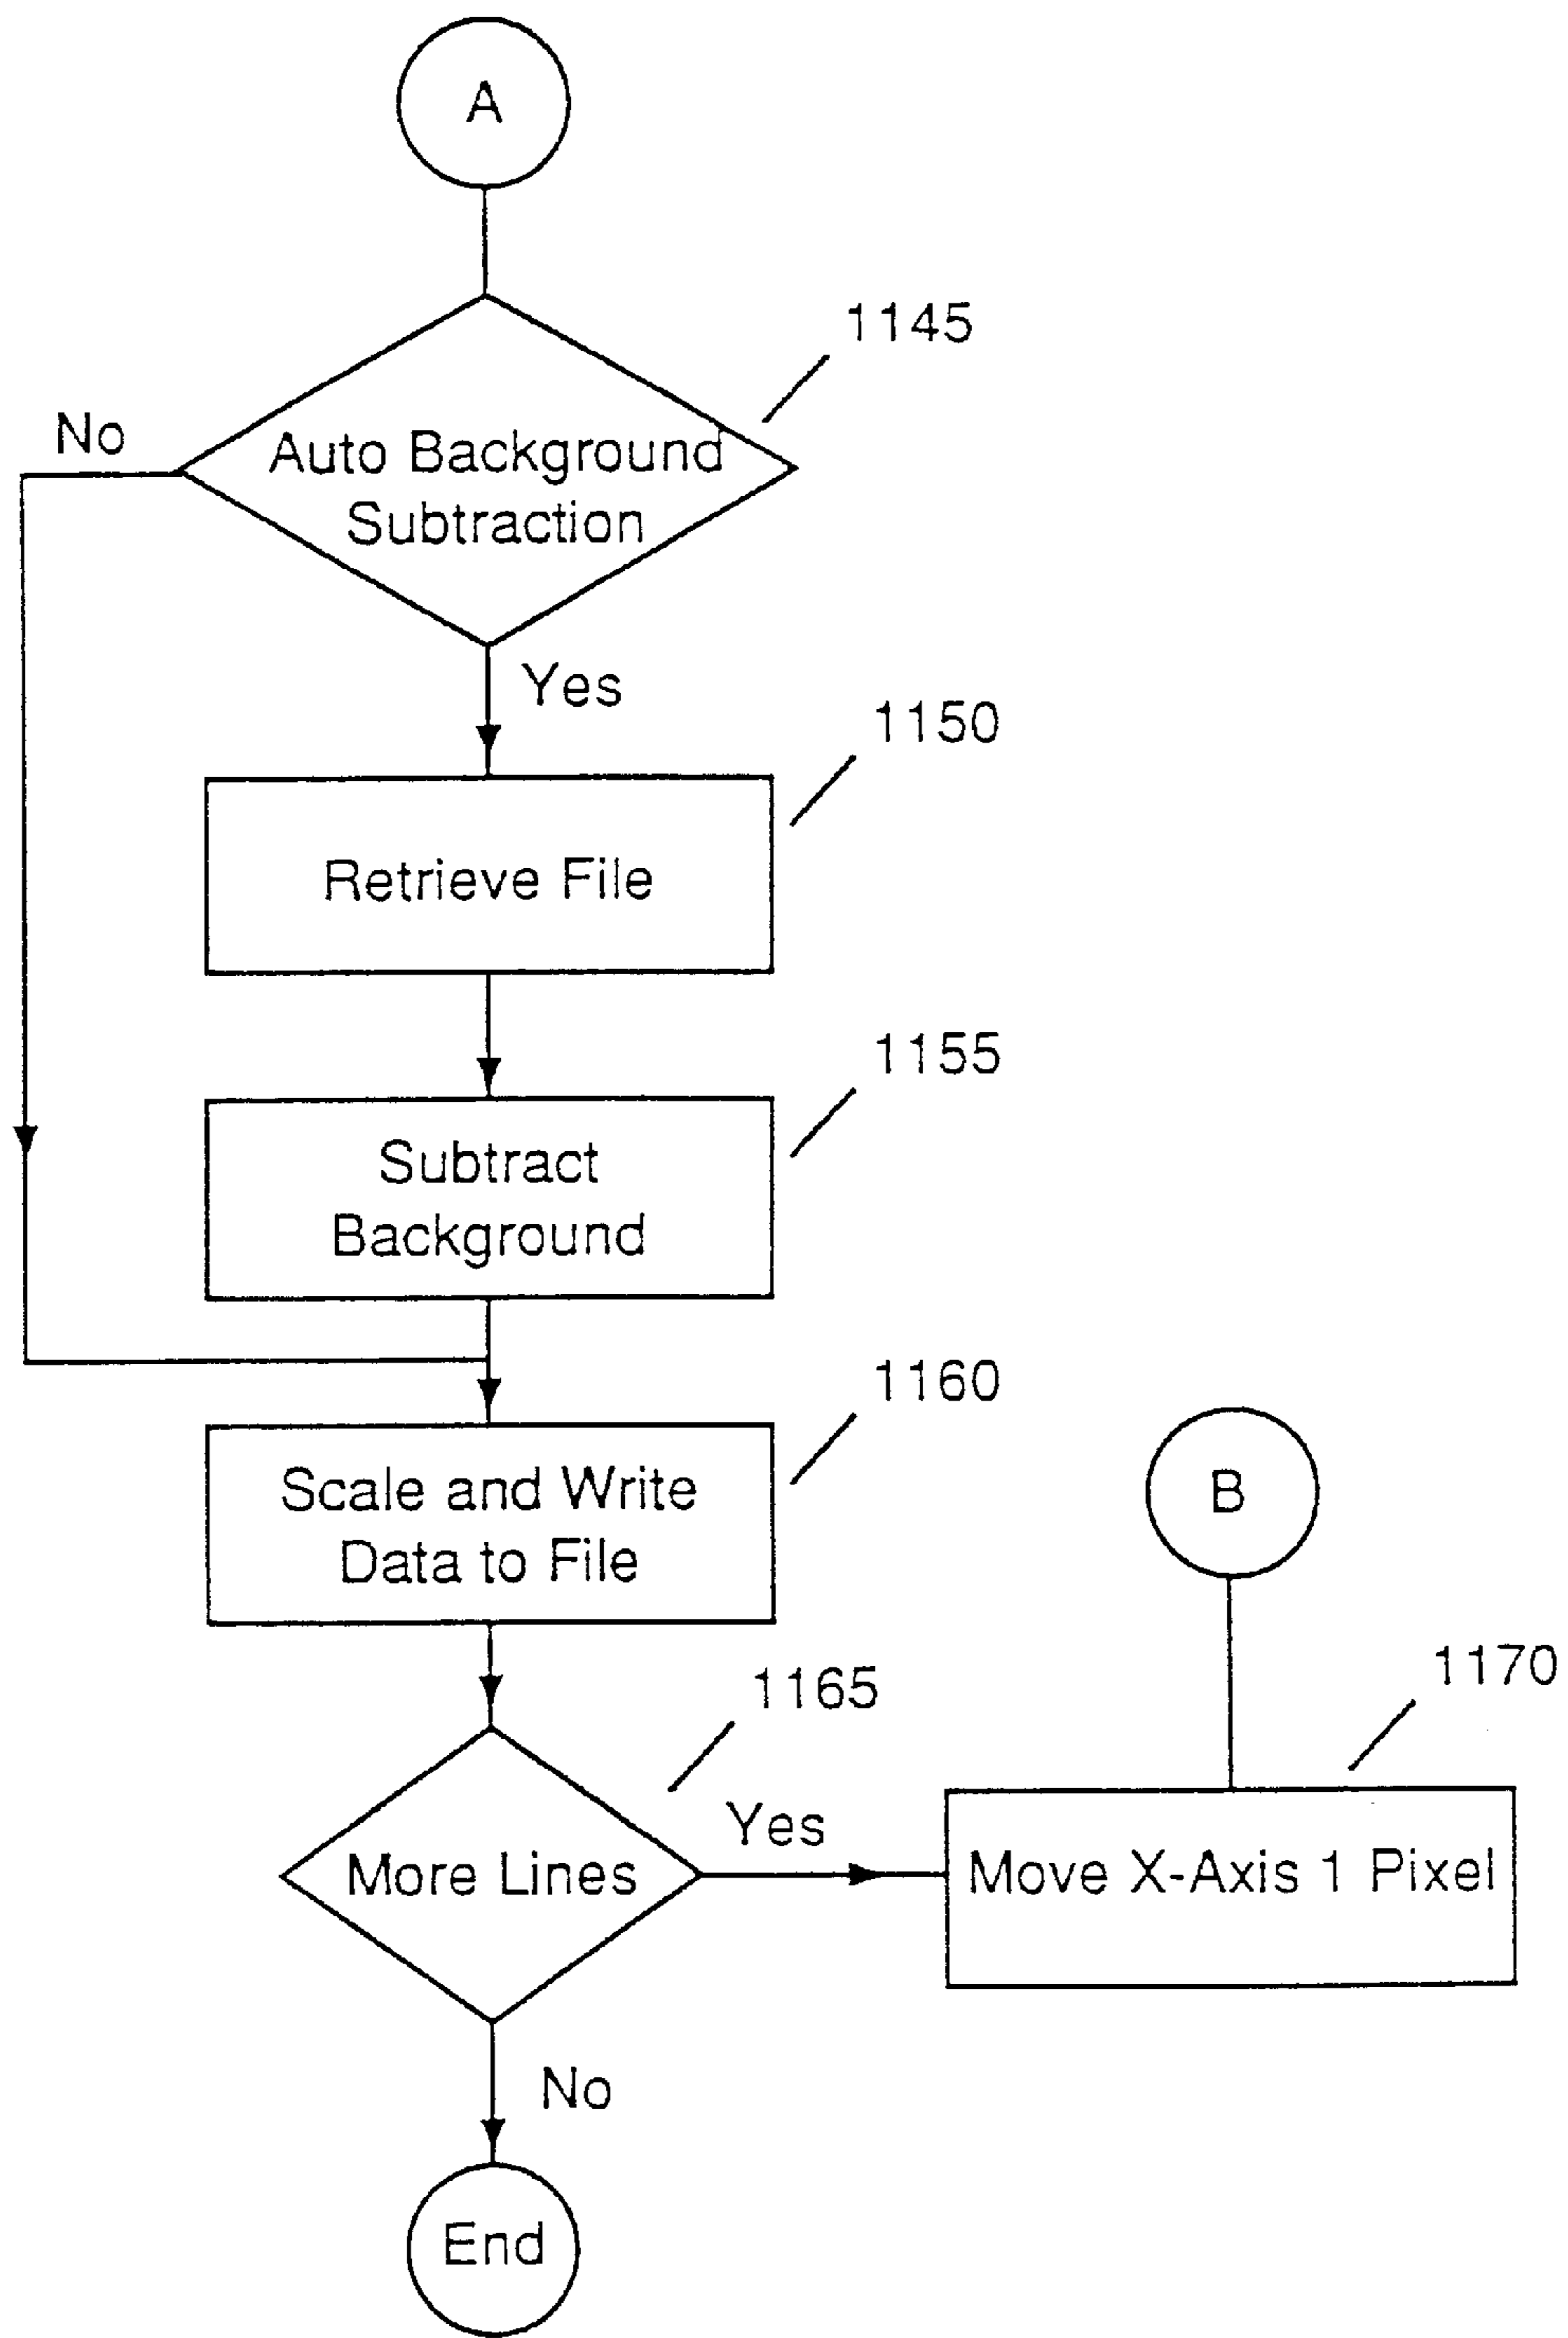 A
1145
No
Auto Background
Subtraction
Yes
1150
Retrieve File
1155
Subtract
Background
1160
Scale and Write
Data to File
B
1165
1170
Yes
More Lines
Move X-Axis 1 Pixel
No
End